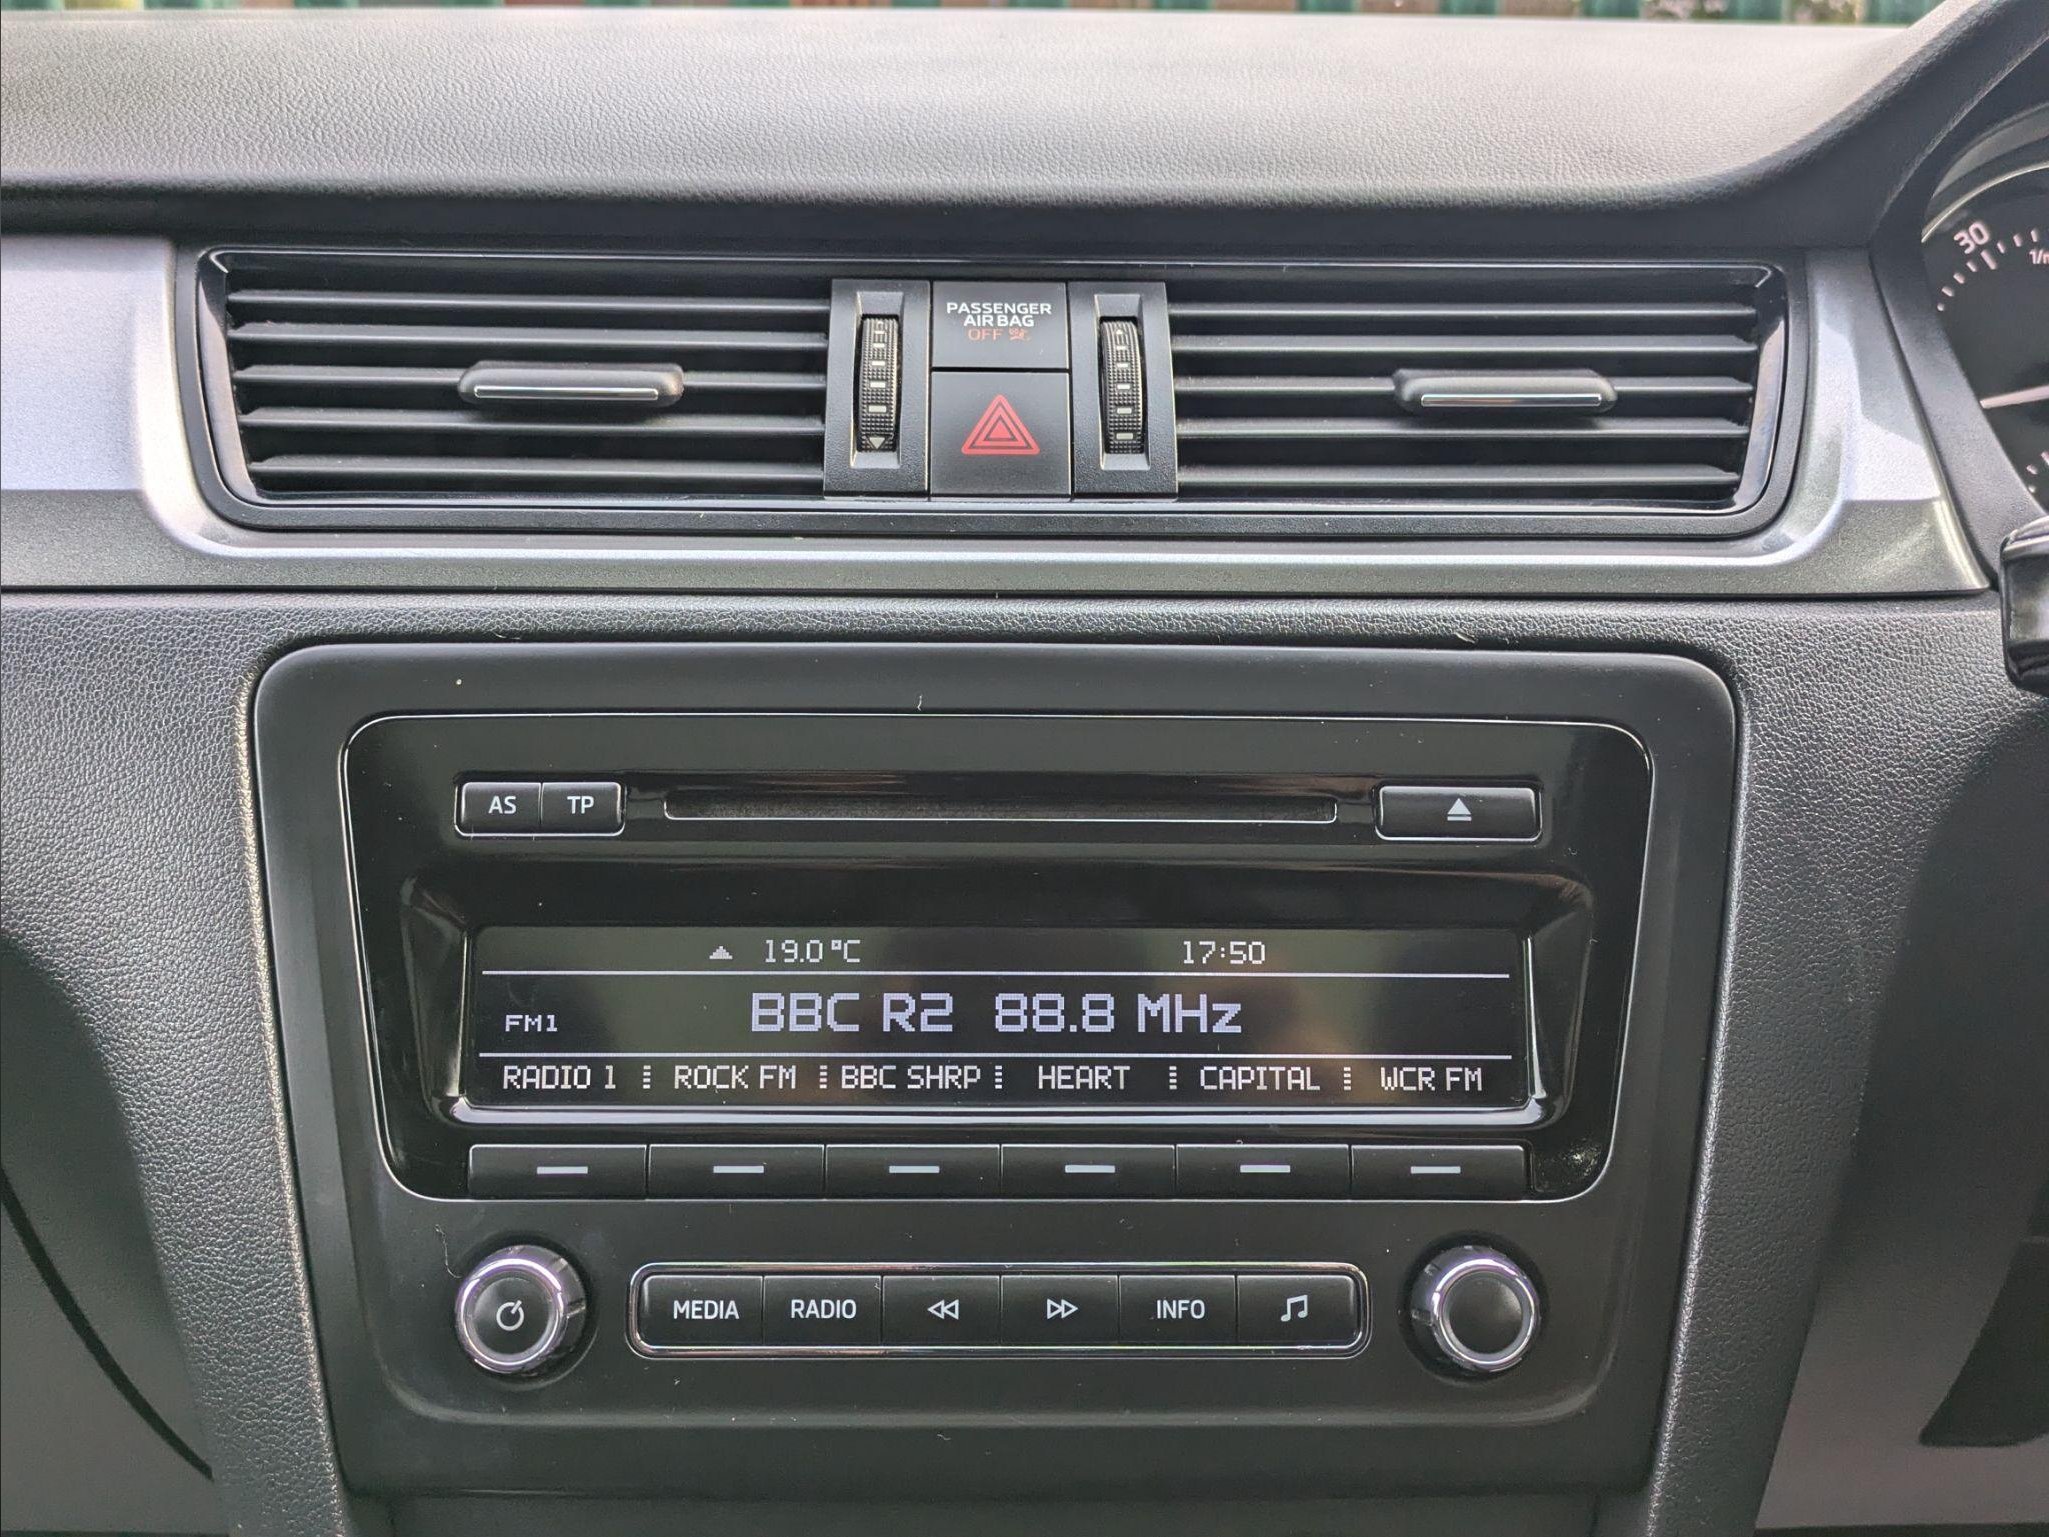 30
1/
PASSENGER
AIR BAG
OFF
AS TP
19.0°C 17:50
FM1 BBC R2 88.8 MHz
RADIO 1 ROCK FM BBC SHRP HEART CAPITAL WCR FM
MEDIA RADIO INFO